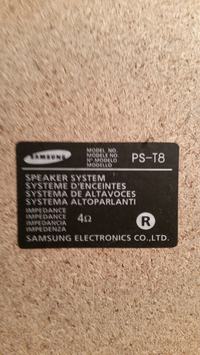 SAMSUNG
MODEL NO.
MODELE NO.
N° MODELO
MODELLO
PS-T8
SPEAKER SYSTEM
SYSTEME D'ENCEINTES
SISTEMA DE ALTAVOCES
SYSTEMA ALTOPARLANTI
IMPEDANCE
IMPEDANCE
IMPEDANCIA
IMPEDENZA
4Ω
R
SAMSUNG ELECTRONICS CO.,LTD.